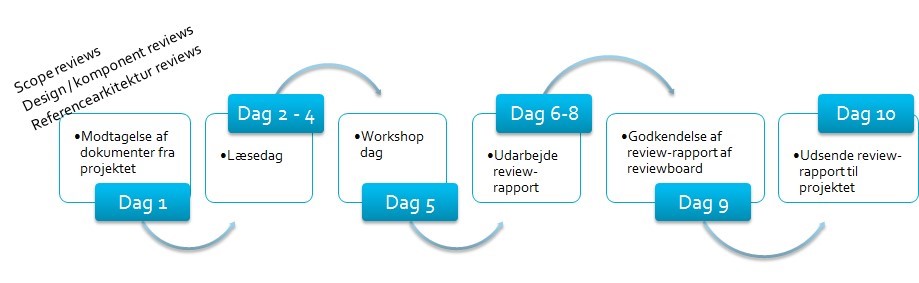 Scope reviews
Design / komponent reviews
Referencearkitektur reviews
•Modtagelse af
dokumenter fra
projektet
Dag 1
Dag 2 - 4
•Læsedag
•Workshop
dag
Dag 5
Dag 6-8
•Udarbejde
review-
rapport
•Godkendelse af
review-rapport af
reviewboard
Dag 9
Dag 10
•Udsende review-
rapport til
projektet